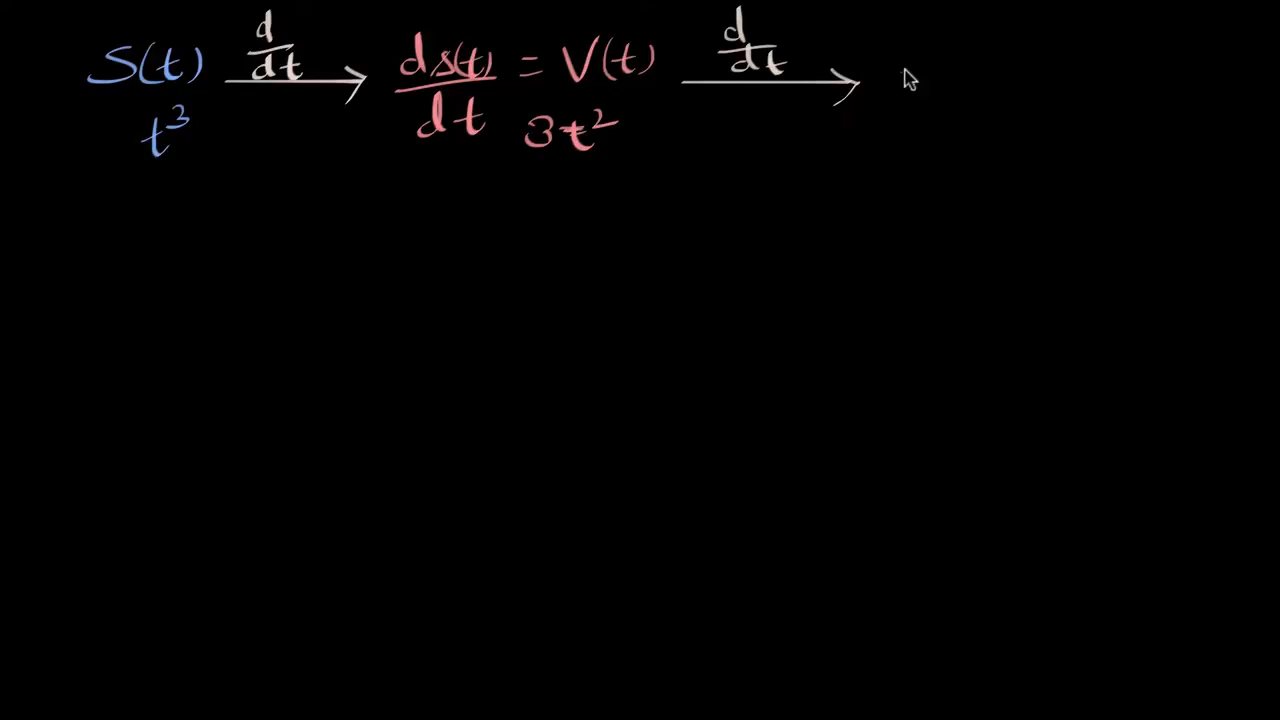 S(t) d/dt → ds(t)/dt = V(t) d/dt →
t³ 3t²